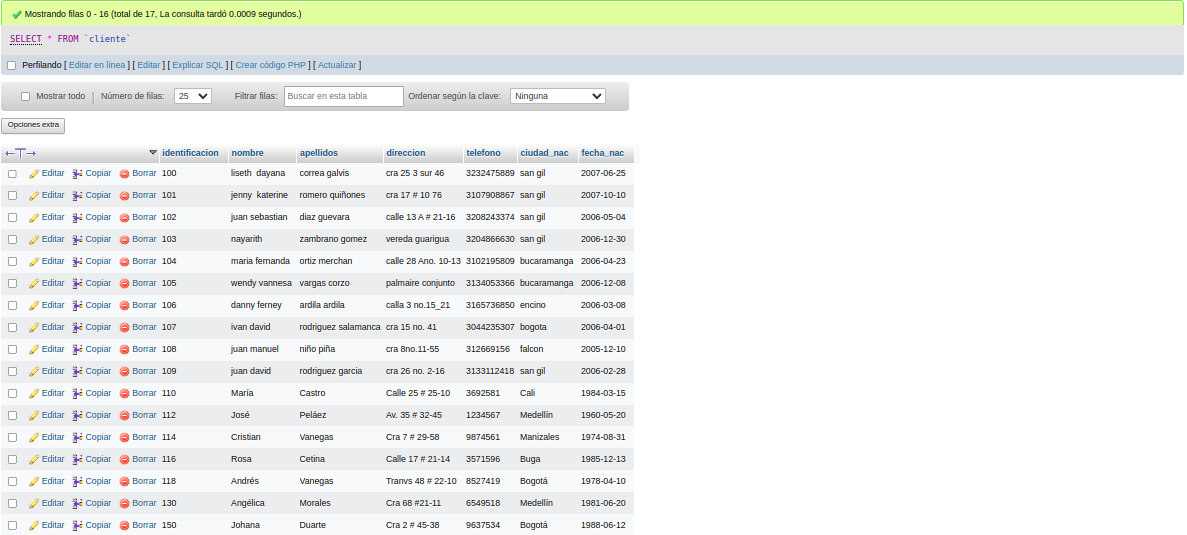 Mostrando filas 0 - 16 (total de 17, La consulta tardó 0.0009 segundos.)
SELECT * FROM `cliente`
Perfilando [ Editar en línea ] [ Editar ] [ Explicar SQL ] [ Crear código PHP ] [ Actualizar ]
Mostrar todo | Número de filas: 25 Filtrar filas: Buscar en esta tabla Ordenar según la clave: Ninguna
Opciones extra
←T→ identificacion nombre apellidos direccion telefono ciudad_nac fecha_nac
Editar Copiar Borrar 100 liseth dayana correa galvis cra 25 3 sur 46 3232475889 san gil 2007-06-25
Editar Copiar Borrar 101 jenny katerine romero quiñones cra 17 # 10 76 3107908867 san gil 2007-10-10
Editar Copiar Borrar 102 juan sebastian diaz guevara calle 13 A # 21-16 3208243374 san gil 2006-05-04
Editar Copiar Borrar 103 nayarith zambrano gomez vereda guarigua 3204866630 san gil 2006-12-30
Editar Copiar Borrar 104 maria fernanda ortiz merchan calle 28 Ano. 10-13 3102195809 bucaramanga 2006-04-23
Editar Copiar Borrar 105 wendy vannesa vargas corzo palmaire conjunto 3134053366 bucaramanga 2006-12-08
Editar Copiar Borrar 106 danny ferney ardila ardila calla 3 no.15_21 3165736850 encino 2006-03-08
Editar Copiar Borrar 107 ivan david rodriguez salamanca cra 15 no. 41 3044235307 bogota 2006-04-01
Editar Copiar Borrar 108 juan manuel niño piña cra 8no.11-55 312669156 falcon 2005-12-10
Editar Copiar Borrar 109 juan david rodriguez garcia cra 26 no. 2-16 3133112418 san gil 2006-02-28
Editar Copiar Borrar 110 María Castro Calle 25 # 25-10 3692581 Cali 1984-03-15
Editar Copiar Borrar 112 José Peláez Av. 35 # 32-45 1234567 Medellín 1960-05-20
Editar Copiar Borrar 114 Cristian Vanegas Cra 7 # 29-58 9874561 Manizales 1974-08-31
Editar Copiar Borrar 116 Rosa Cetina Calle 17 # 21-14 3571596 Buga 1985-12-13
Editar Copiar Borrar 118 Andrés Vanegas Tranvs 48 # 22-10 8527419 Bogotá 1978-04-10
Editar Copiar Borrar 130 Angélica Morales Cra 68 #21-11 6549518 Medellín 1981-06-20
Editar Copiar Borrar 150 Johana Duarte Cra 2 # 45-38 9637534 Bogotá 1988-06-12